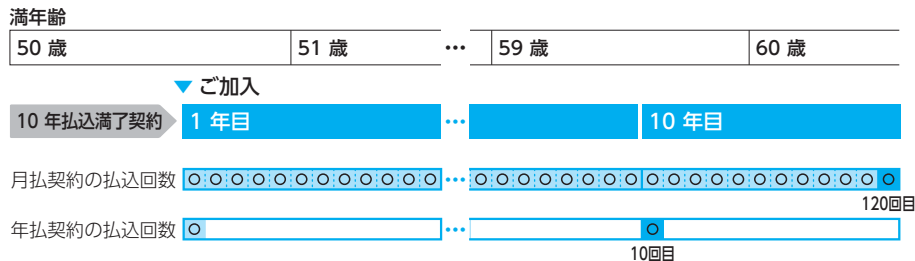 満年齢
50 歳 51 歳 … 59 歳 60 歳
▼ ご加入
10 年払込満了契約 1 年目 … 10 年目
月払契約の払込回数 ○○○○○○○○○○○○…○○○○○○○○○○○○○○○○○○○○
120回目
年払契約の払込回数 ○ … ○
10回目